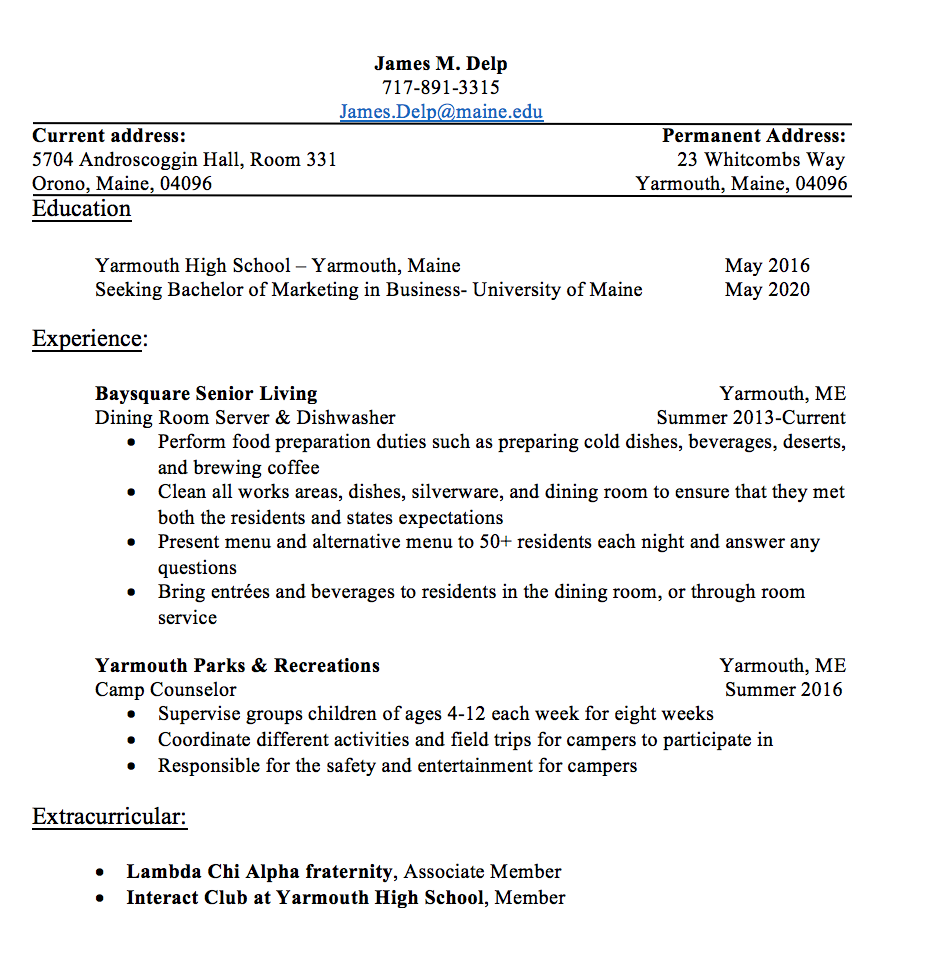 James M. Delp
717-891-3315
James.Delp@maine.edu
Current address: Permanent Address:
5704 Androscoggin Hall, Room 331 23 Whitcombs Way
Orono, Maine, 04096 Yarmouth, Maine, 04096
Education
Yarmouth High School – Yarmouth, Maine May 2016
Seeking Bachelor of Marketing in Business- University of Maine May 2020
Experience:
Baysquare Senior Living Yarmouth, ME
Dining Room Server & Dishwasher Summer 2013-Current
• Perform food preparation duties such as preparing cold dishes, beverages, deserts,
and brewing coffee
• Clean all works areas, dishes, silverware, and dining room to ensure that they met
both the residents and states expectations
• Present menu and alternative menu to 50+ residents each night and answer any
questions
• Bring entrées and beverages to residents in the dining room, or through room
service
Yarmouth Parks & Recreations Yarmouth, ME
Camp Counselor Summer 2016
• Supervise groups children of ages 4-12 each week for eight weeks
• Coordinate different activities and field trips for campers to participate in
• Responsible for the safety and entertainment for campers
Extracurricular:
• Lambda Chi Alpha fraternity, Associate Member
• Interact Club at Yarmouth High School, Member